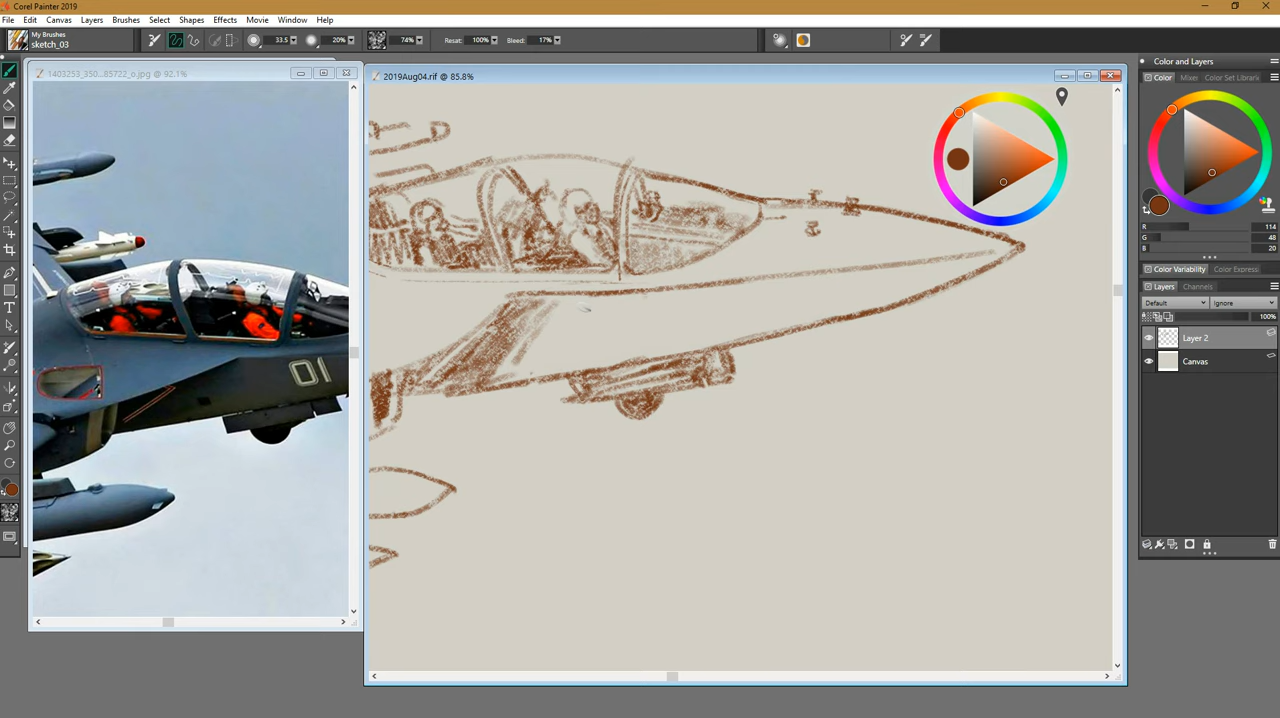 Corel Painter 2019
File Edit Canvas Layers Brushes Select Shapes Effects Movie Window Help
My Brushes
sketch_03
33.5 20% 74% Reset: 100% Bleed: 17%
1403253_350...85722_o.jpg @ 92.1%
01
2019Aug04.rif @ 85.8%
Color and Layers
Color Mixer Color Set Librari
R 114
G 48
B 20
Color Variability Color Express
Layers Channels
Default Ignore
100%
Layer 2
Canvas